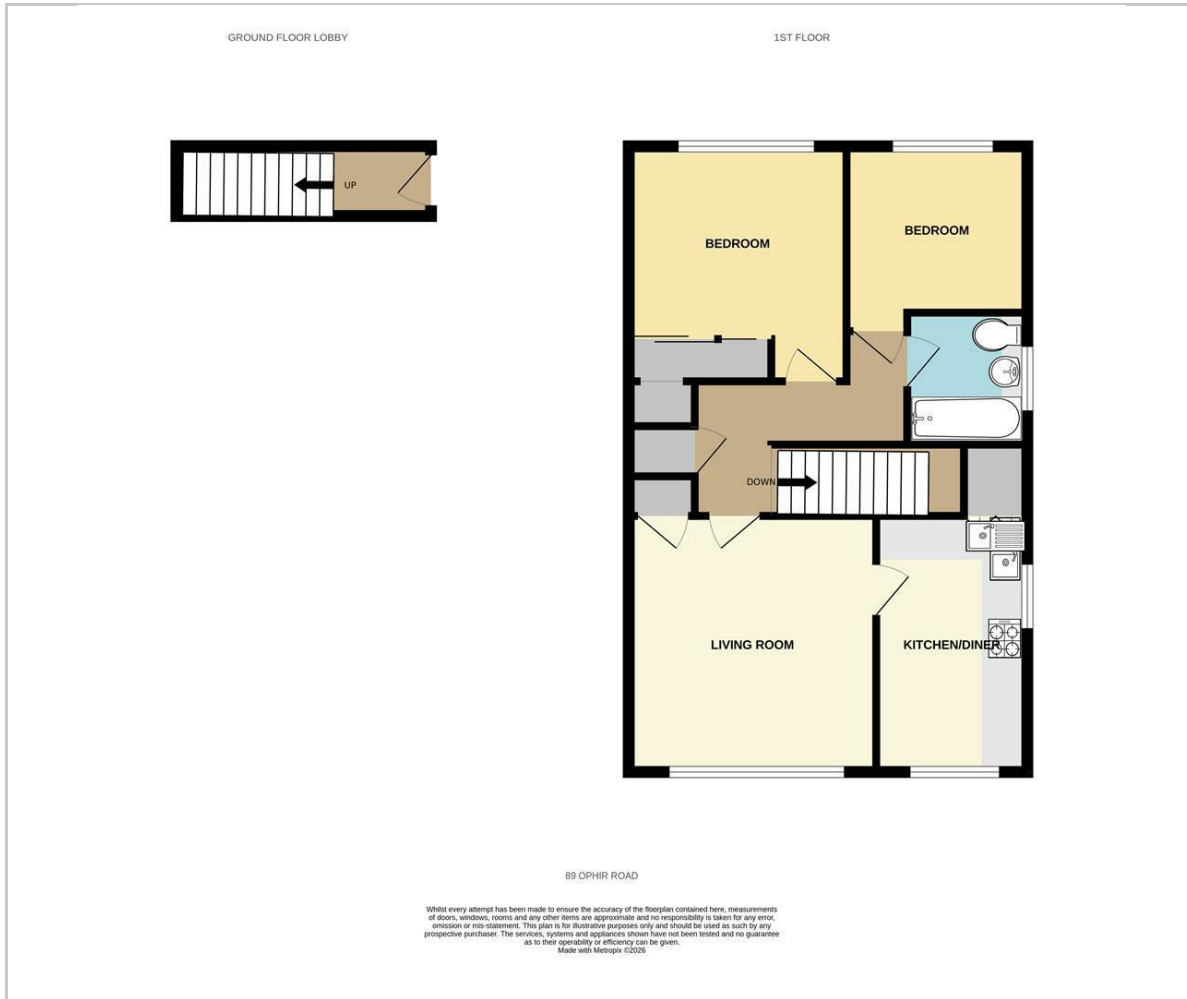 GROUND FLOOR LOBBY
1ST FLOOR
UP
BEDROOM
BEDROOM
DOWN
LIVING ROOM
KITCHEN/DINER
89 OPHIR ROAD
Whilst every attempt has been made to ensure the accuracy of the floorplan contained here, measurements
of doors, windows, rooms and any other items are approximate and no responsibility is taken for any error,
omission or mis-statement. This plan is for illustrative purposes only and should be used as such by any
prospective purchaser. The services, systems and appliances shown have not been tested and no guarantee
as to their operability or efficiency can be given.
Made with Metropix ©2026